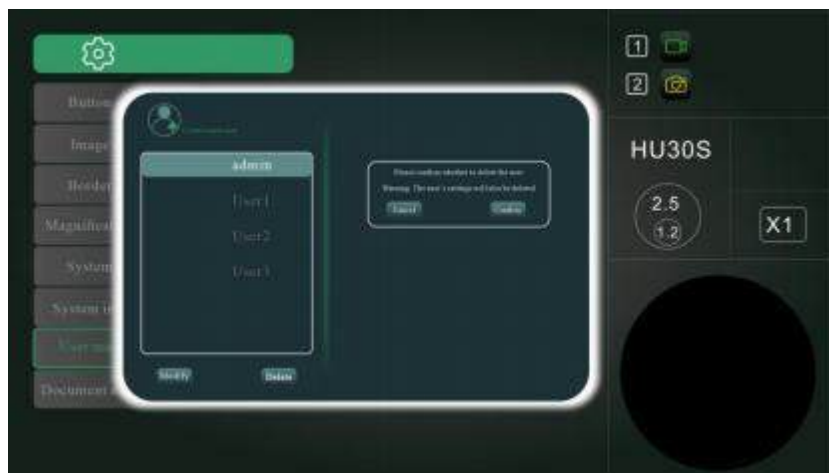 1
2
HU30S
2.5
1.2
X1
Button
Image
Border
Magnificat
System
System in
User ma
Document
admin
User1
User2
User3
Modify
Delete
Please confirm whether to delete the user
Warning: The user's settings will also be deleted
Cancel
Confirm